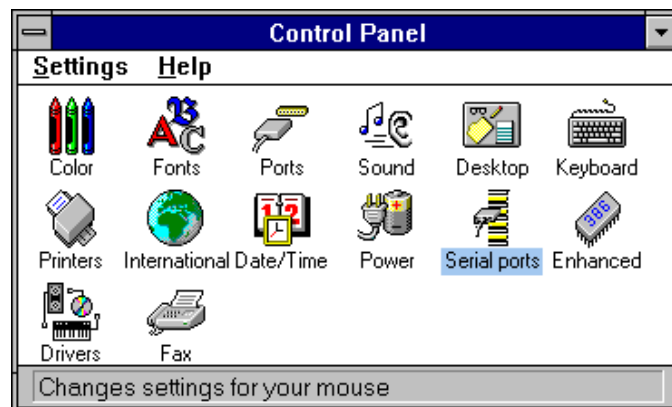 Control Panel
Settings Help
Color Fonts Ports Sound Desktop Keyboard
Printers International Date/Time Power Serial ports 386 Enhanced
Drivers Fax
Changes settings for your mouse